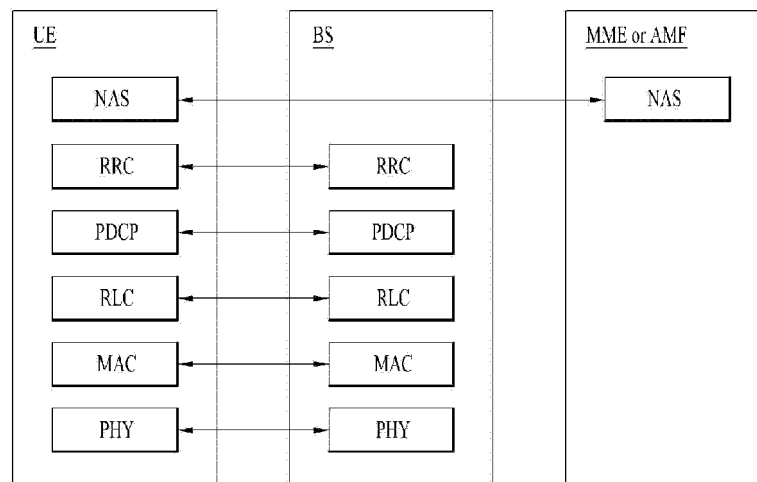 UE BS MME or AMF
NAS NAS
RRC RRC
PDCP PDCP
RLC RLC
MAC MAC
PHY PHY